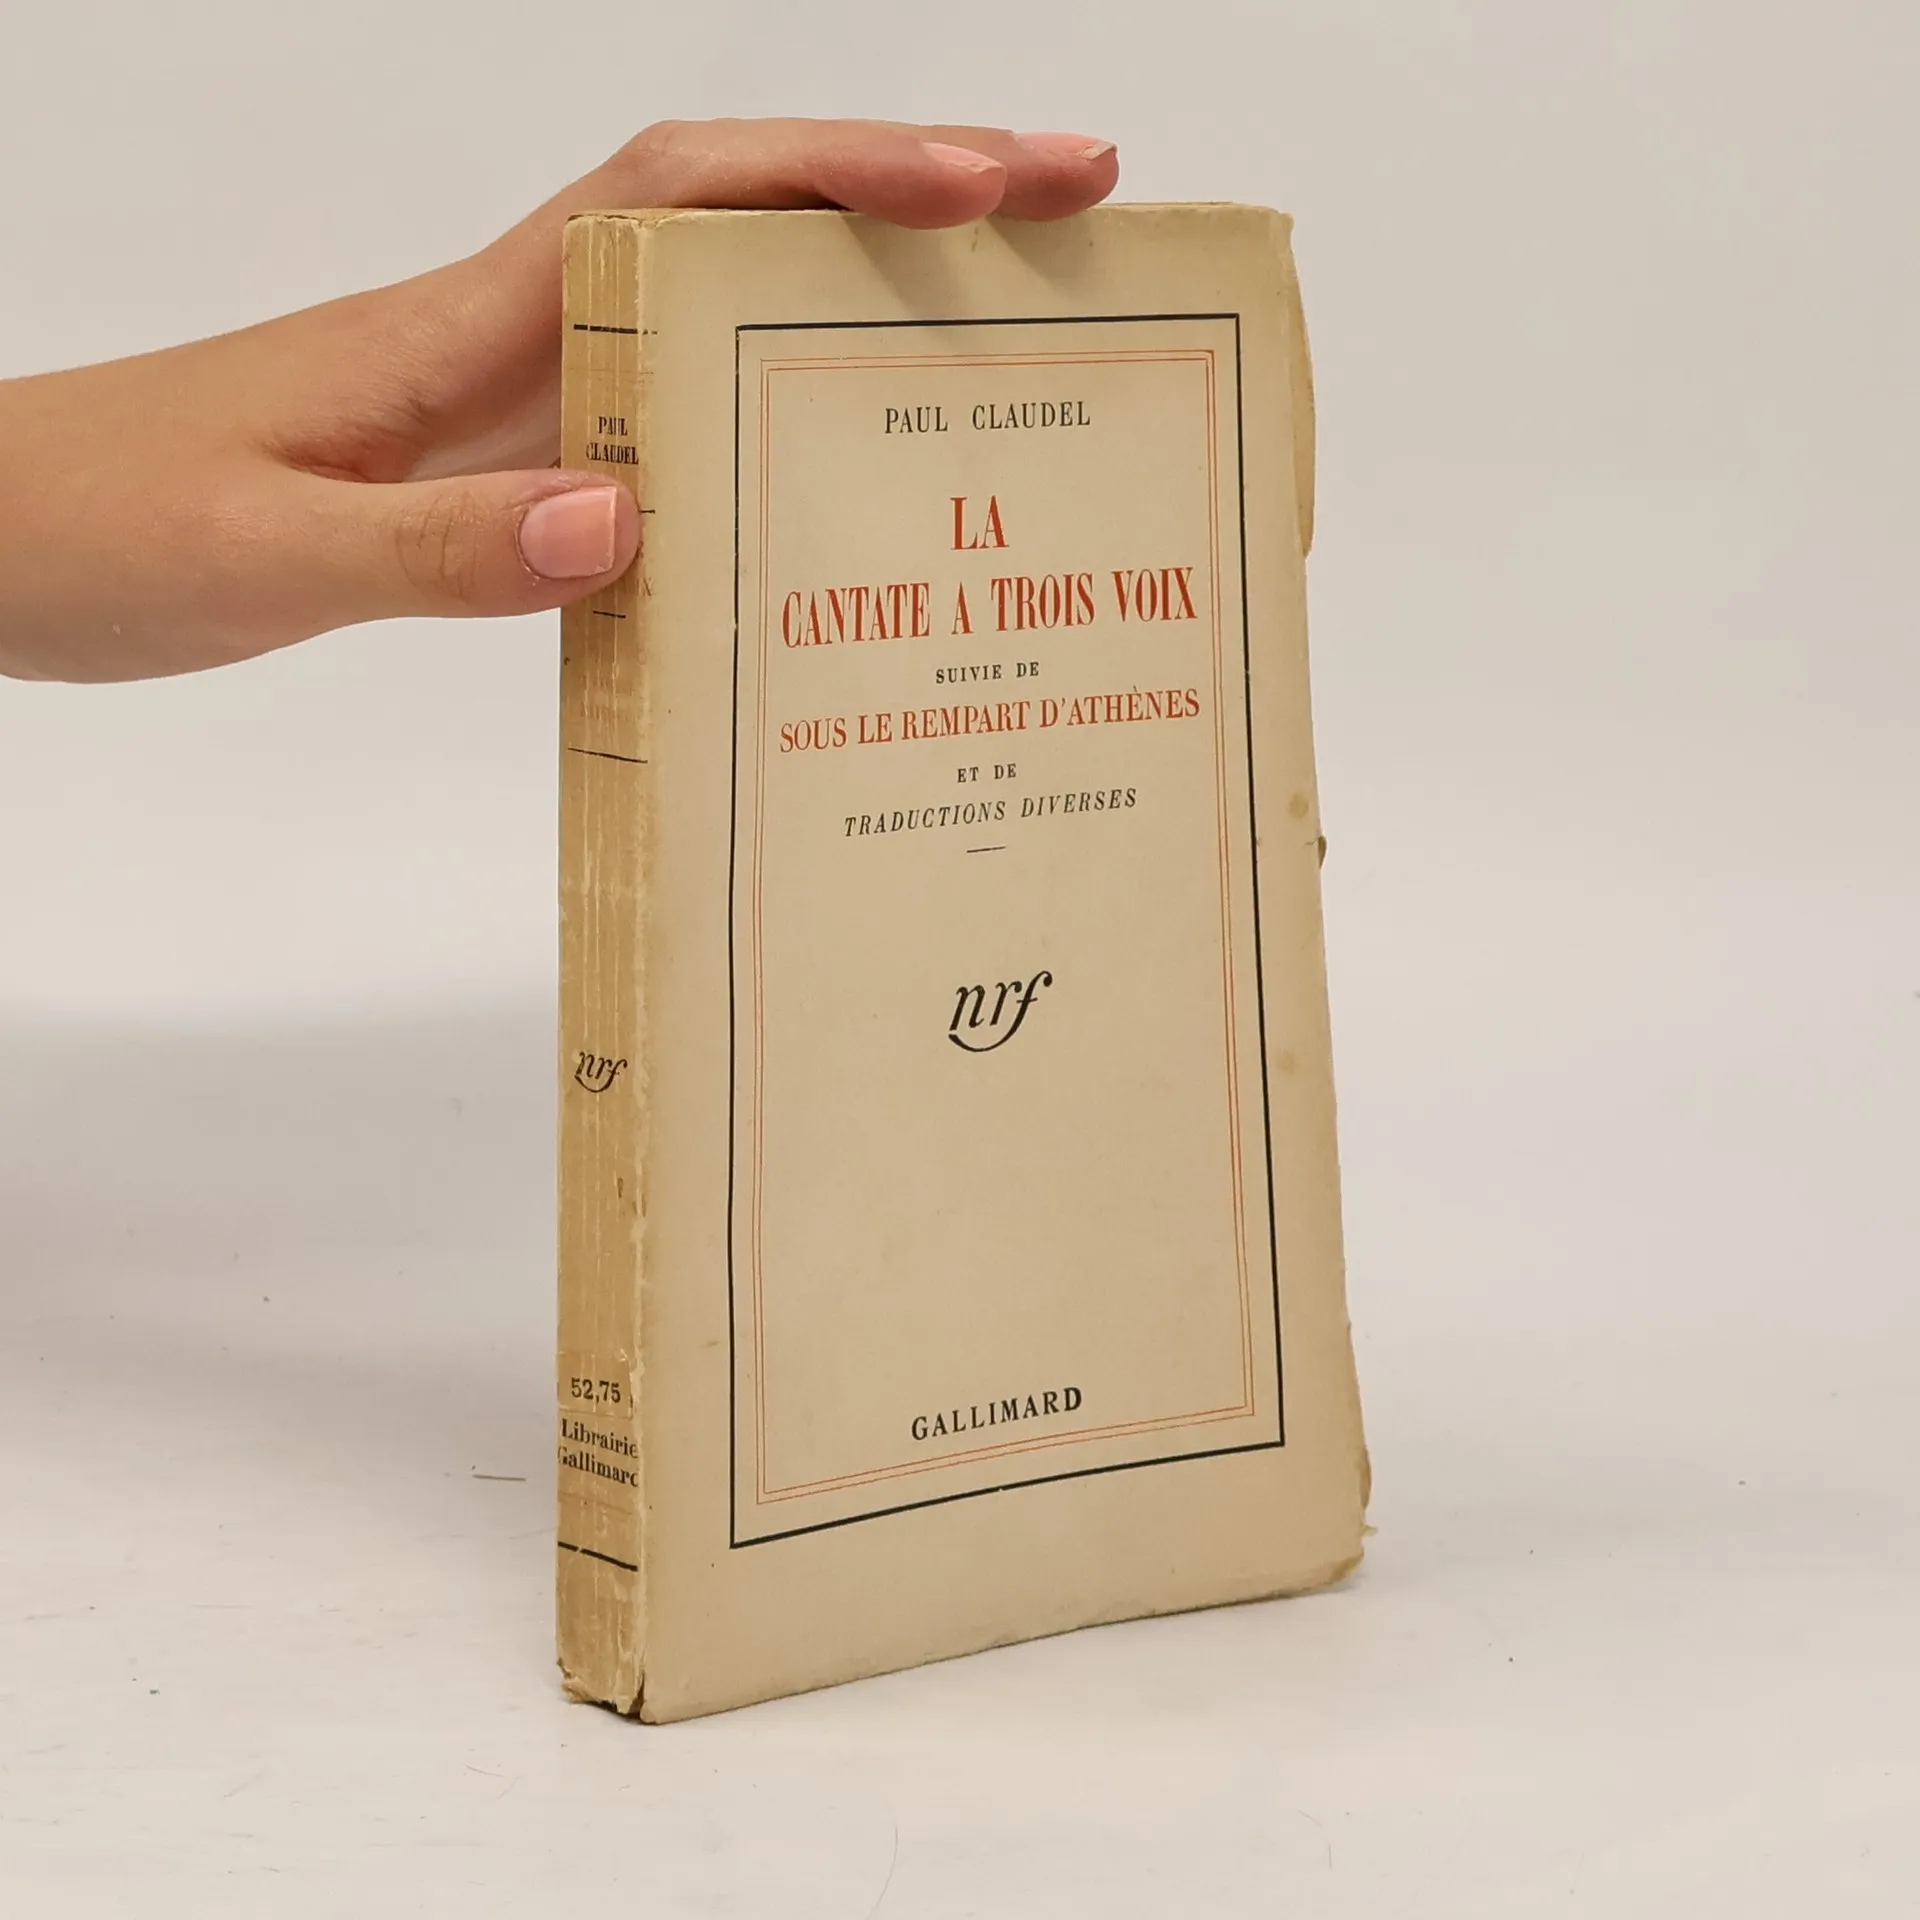 PAUL CLAUDEL
LA
CANTATE A TROIS VOIX
SUIVIE DE
SOUS LE REMPART D'ATHÈNES
ET DE
TRADUCTIONS DIVERSES
nrf
GALLIMARD
PAUL
CLAUDEL
nrf
52,75
Librairie
Gallimard